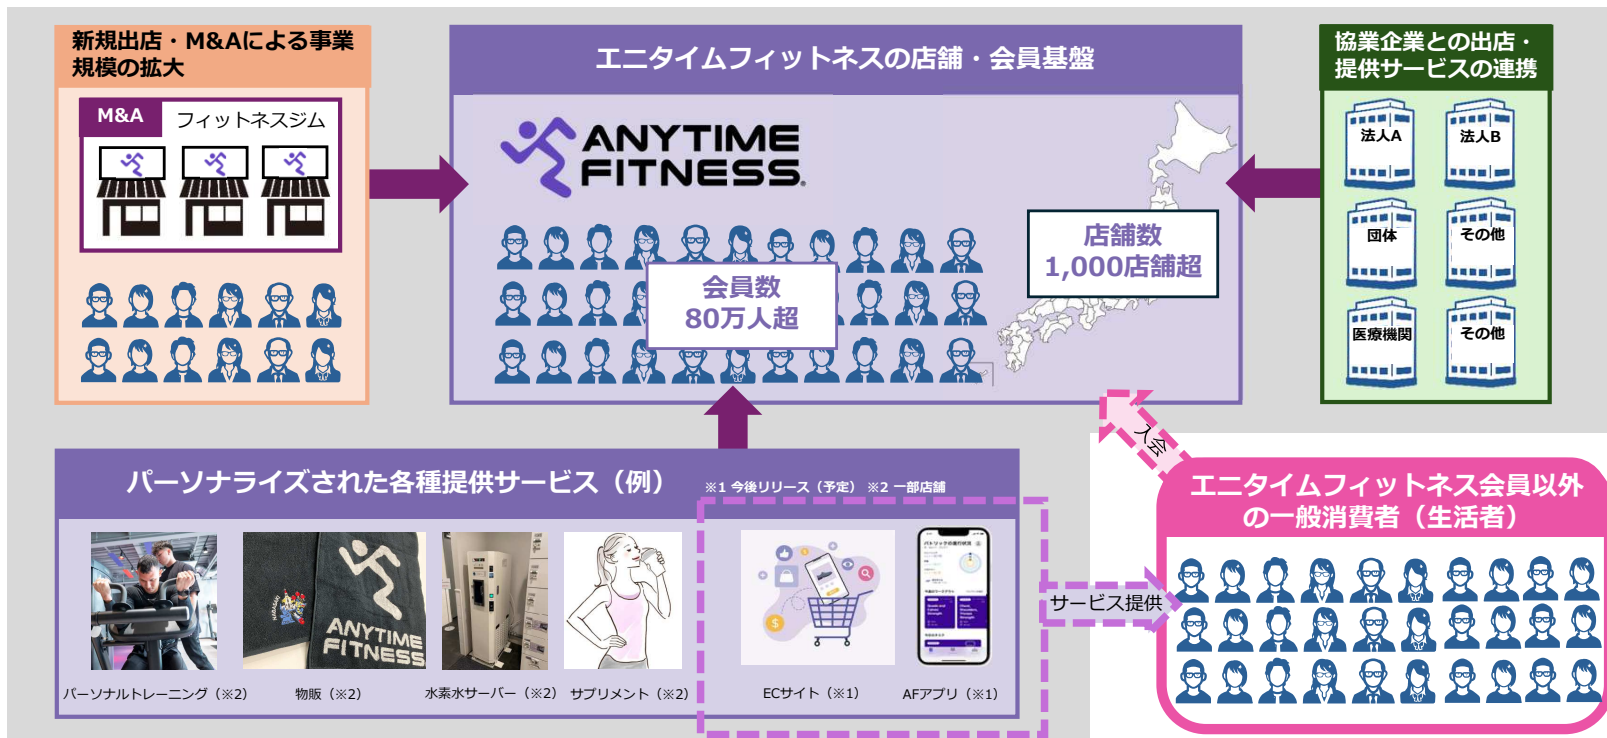 新規出店・M&Aによる事業
規模の拡大
M&A
フィットネスジム
エニタイムフィットネスの店舗・会員基盤
ANYTIME
FITNESS®
会員数
80万人超
店舗数
1,000店舗超
協業企業との出店・
提供サービスの連携
法人A
法人B
団体
その他
医療機関
その他
パーソナライズされた各種提供サービス（例）
※1 今後リリース（予定） ※2 一部店舗
NAGASAKI
ANYTIME
FITNESS
パーソナルトレーニング（※2）
物販（※2）
水素水サーバー（※2）
サプリメント（※2）
ECサイト（※1）
AFアプリ（※1）
サービス提供
入会
エニタイムフィットネス会員以外
の一般消費者（生活者）